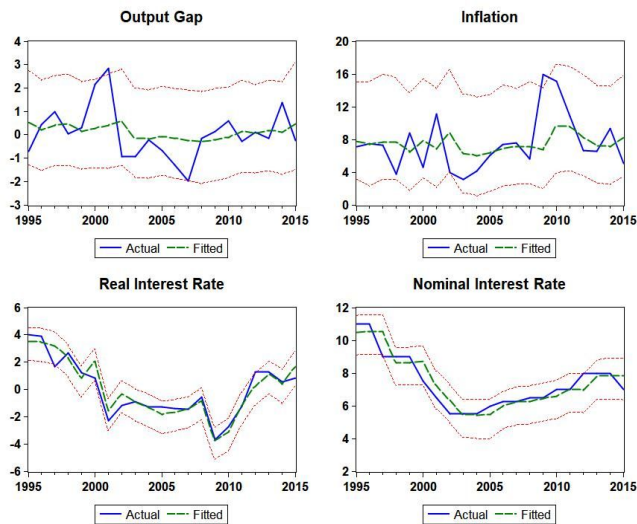 Output Gap
4
3
2
1
0
-1
-2
-3
1995 2000 2005 2010 2015
Actual Fitted
Inflation
20
16
12
8
4
0
1995 2000 2005 2010 2015
Actual Fitted
Real Interest Rate
6
4
2
0
-2
-4
-6
1995 2000 2005 2010 2015
Actual Fitted
Nominal Interest Rate
12
10
8
6
4
2
1995 2000 2005 2010 2015
Actual Fitted